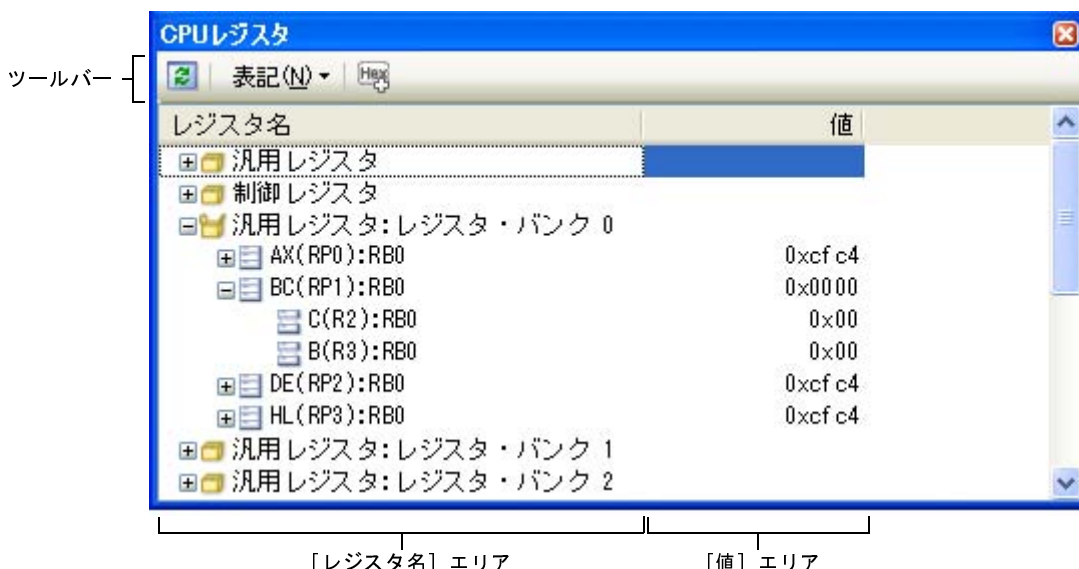 CPUレジスタ
ツールバー
表記(N)
Hex
レジスタ名 値
汎用レジスタ
制御レジスタ
汎用レジスタ:レジスタ・バンク 0
AX(RP0):RB0 0xcfc4
BC(RP1):RB0 0x0000
C(R2):RB0 0x00
B(R3):RB0 0x00
DE(RP2):RB0 0xcfc4
HL(RP3):RB0 0xcfc4
汎用レジスタ:レジスタ・バンク 1
汎用レジスタ:レジスタ・バンク 2
[レジスタ名] エリア [値] エリア